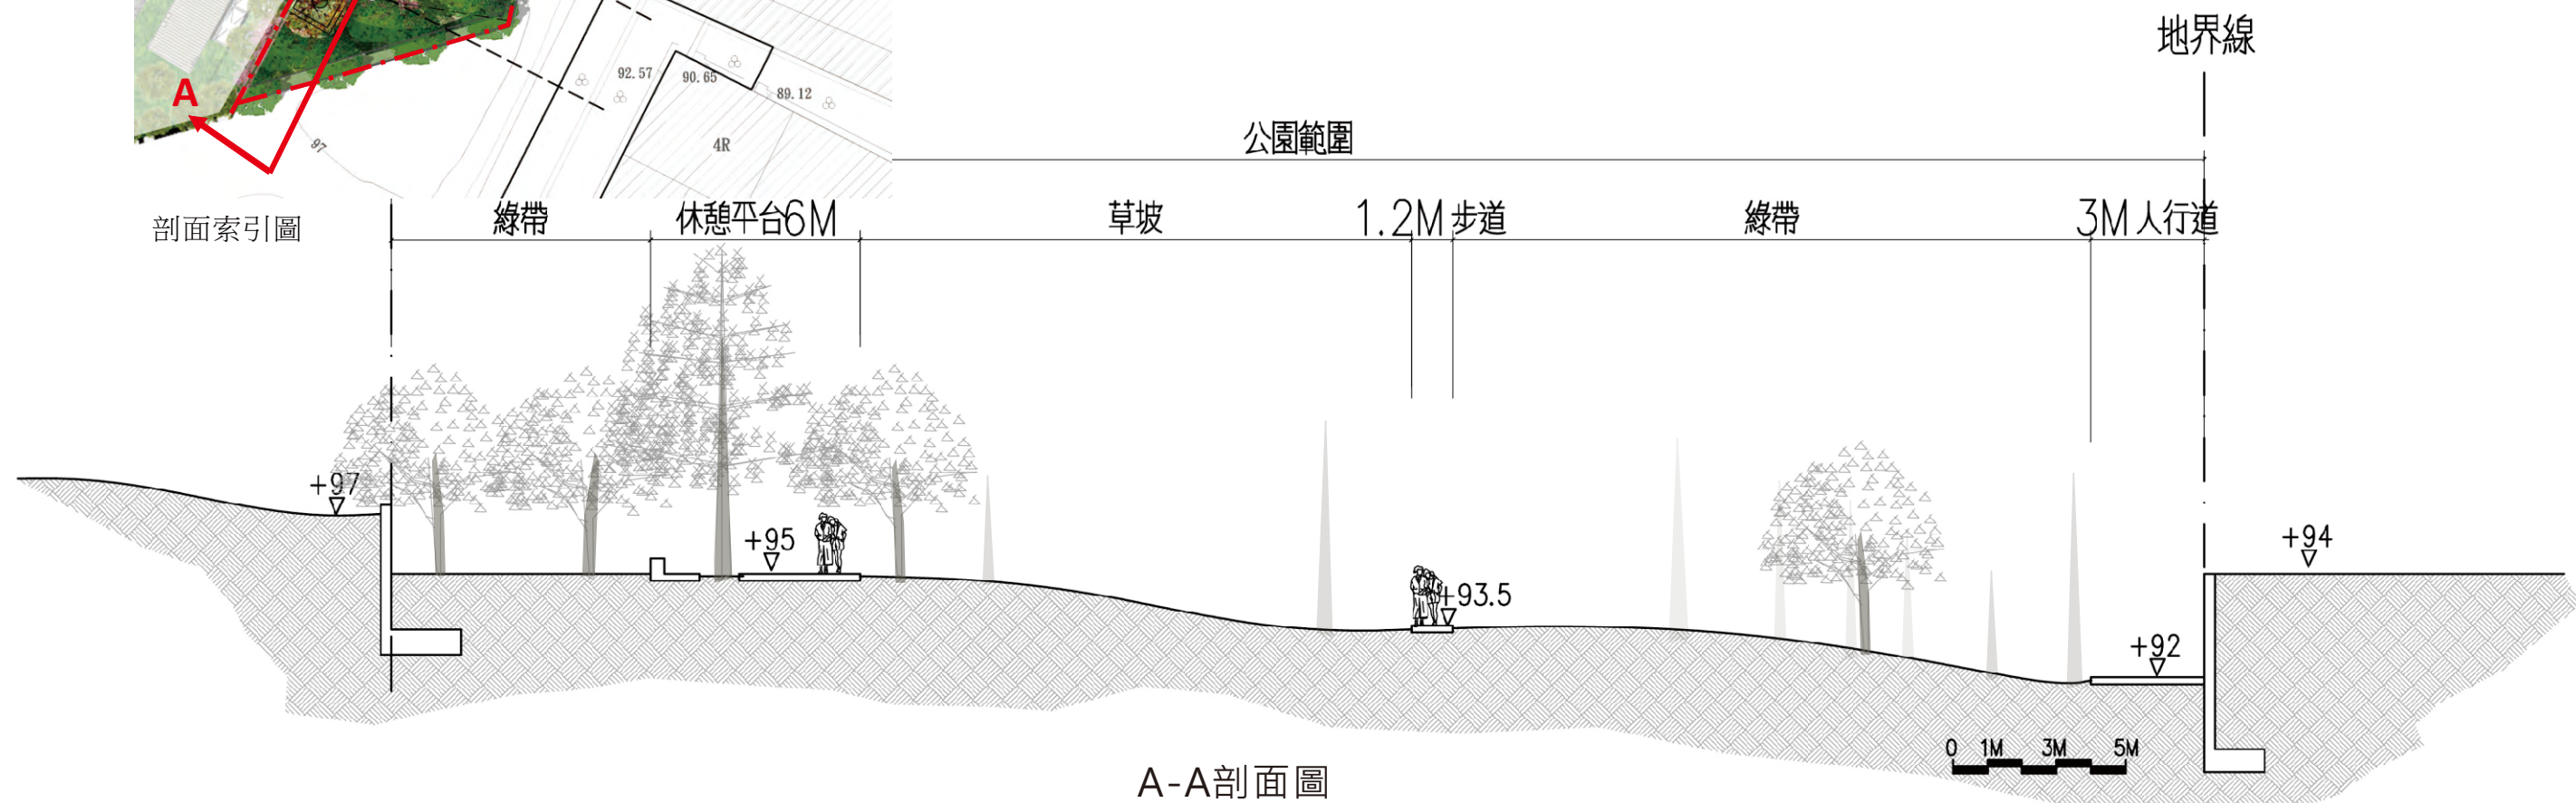 地界線
92.57
90.65
89.12
A
公園範圍
4R
97
剖面索引圖
綠帶
休憩平台6M
草坡
1.2M 步道
綠帶
3M 人行道
+97
+95
+93.5
+94
+92
0 1M 3M 5M
A-A剖面圖